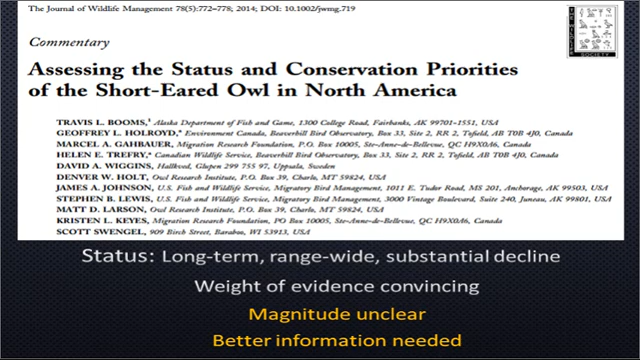 The Journal of Wildlife Management 78(5):772–778; 2014; DOI: 10.1002/jwmg.719
Commentary
Assessing the Status and Conservation Priorities
of the Short-Eared Owl in North America
TRAVIS L. BOOMS,¹ Alaska Department of Fish and Game, 1300 College Road, Fairbanks, AK 99701-1551, USA
GEOFFREY L. HOLROYD,* Environment Canada, Beaverhill Bird Observatory, Box 33, Site 2, RR 2, Tofield, AB T0B 4J0, Canada
MARCEL A. GAHBAUER, Migration Research Foundation, P.O. Box 10005, Ste-Anne-de-Bellevue, QC H9X0A6, Canada
HELEN E. TREFRY,* Canadian Wildlife Service, Beaverhill Bird Observatory, Box 33, Site 2, RR 2, Tofield, AB T0B 4J0, Canada
DAVID A. WIGGINS, Hallkved, Glupen 299 755 97, Uppsala, Sweden
DENVER W. HOLT, Owl Research Institute, P.O. Box 39, Charlo, MT 59824, USA
JAMES A. JOHNSON, U.S. Fish and Wildlife Service, Migratory Bird Management, 1011 E. Tudor Road, MS 201, Anchorage, AK 99503, USA
STEPHEN B. LEWIS, U.S. Fish and Wildlife Service, Migratory Bird Management, 3000 Vintage Boulevard, Suite 240, Juneau, AK 99801, USA
MATT D. LARSON, Owl Research Institute, P.O. Box 39, Charlo, MT 59824, USA
KRISTEN L. KEYES, Migration Research Foundation, PO Box 10005, Ste-Anne-de-Bellevue, QC H9X0A6, Canada
SCOTT SWENGEL, 909 Birch Street, Baraboo, WI 53913, USA
THE WILDLIFE
SOCIETY
Status: Long-term, range-wide, substantial decline
Weight of evidence convincing
Magnitude unclear
Better information needed